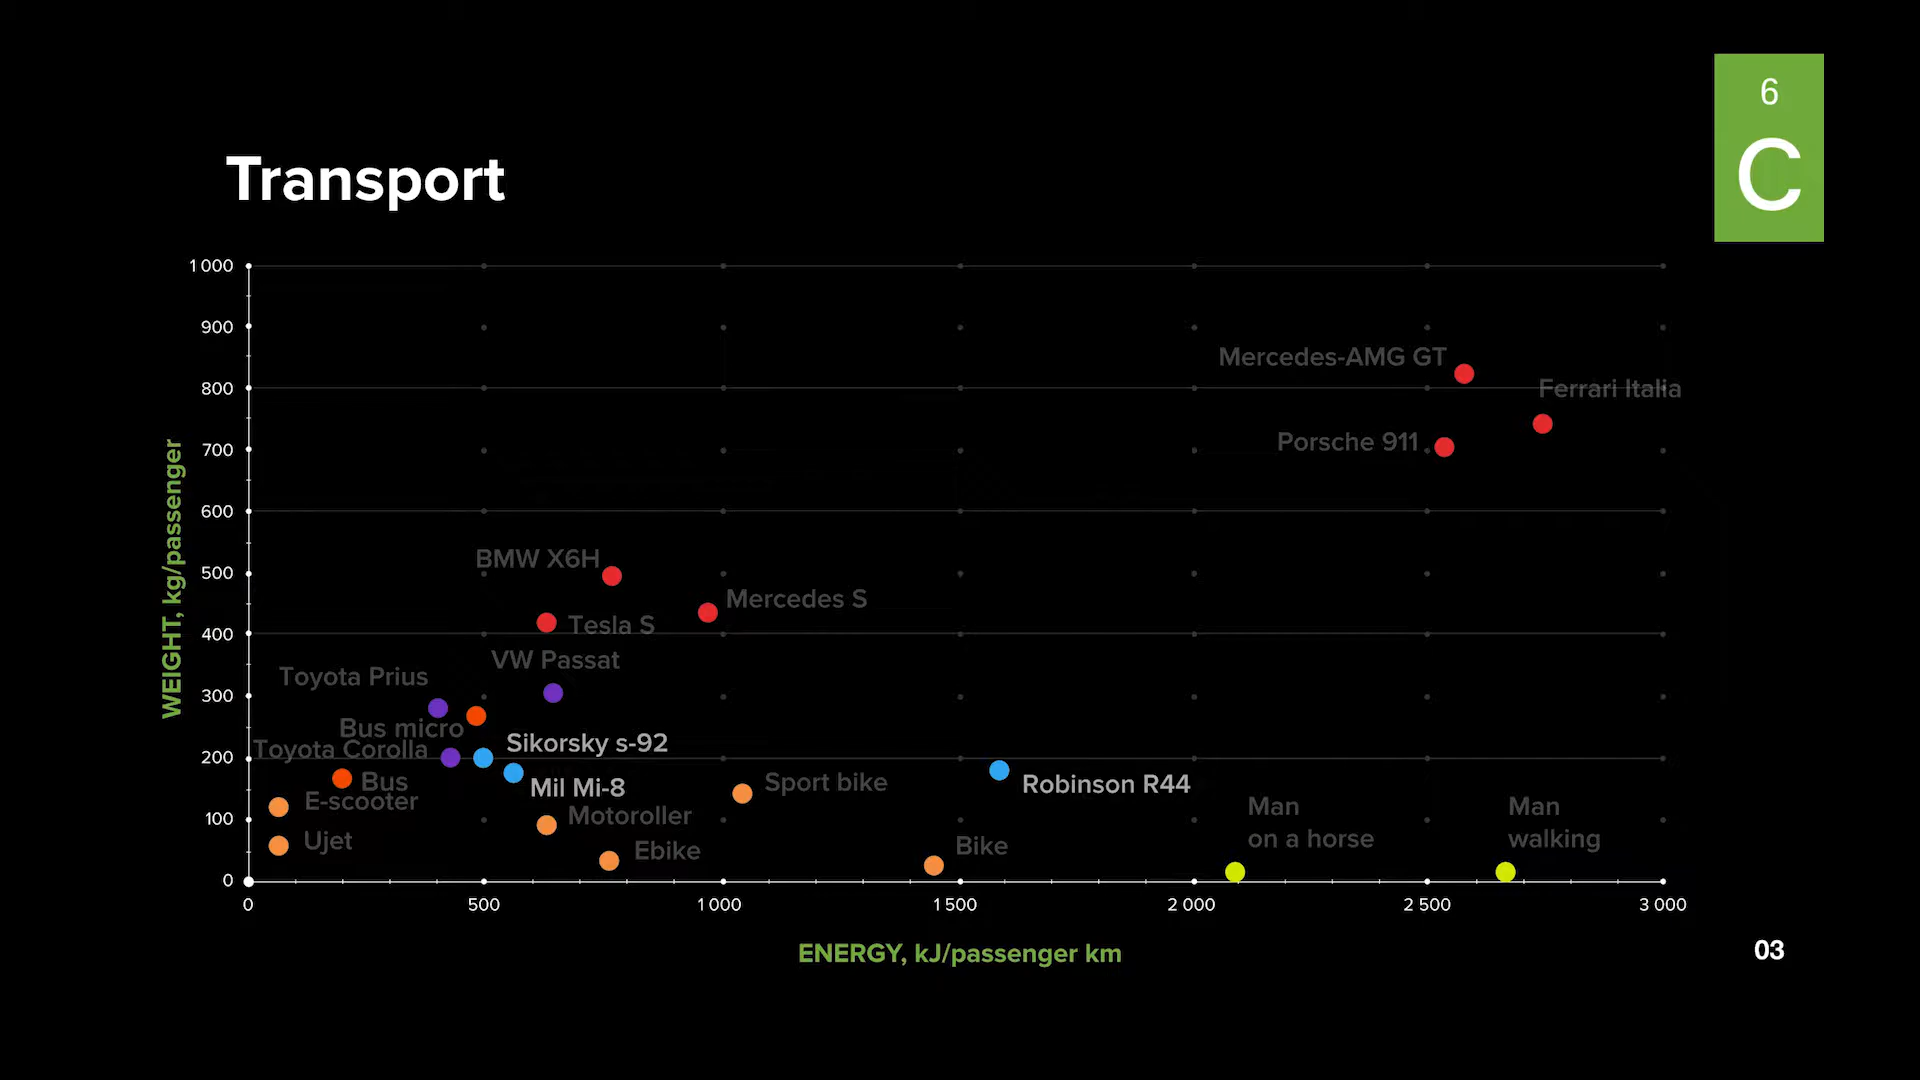 6
C
Transport
1 000
900
Mercedes-AMG GT
800
Ferrari Italia
Porsche 911
700
600
BMW X6H
500
Mercedes S
Tesla S
400
VW Passat
Toyota Prius
300
Bus micro
Sikorsky s-92
Toyota Corolla
200
Bus
Mil Mi-8
Sport bike
Robinson R44
E-scooter
Motoroller
Man
on a horse
Man
walking
100
Ujet
Ebike
Bike
0
WEIGHT, kg/passenger
0
500
1 000
1 500
2 000
2 500
3 000
ENERGY, kJ/passenger km
03